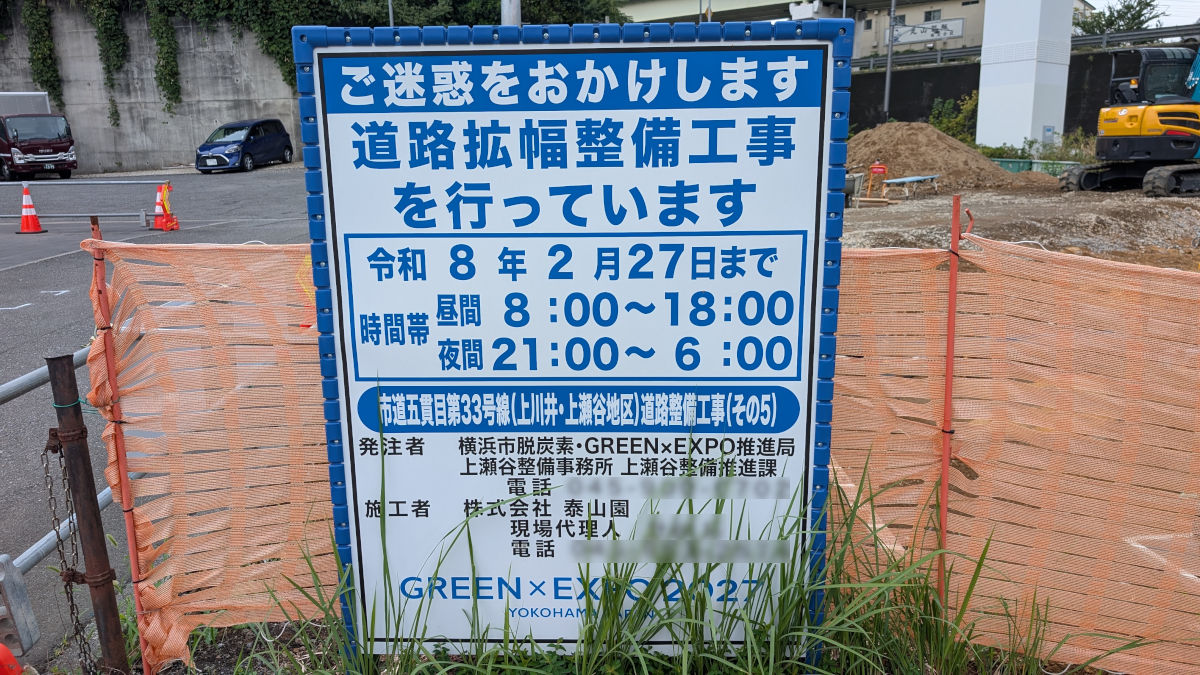 ご迷惑をおかけします
道路拡幅整備工事
を行っています
令和 8 年 2 月27日まで
時間帯 昼間 8:00～18:00
夜間 21:00～ 6:00
市道五貫目第33号線(上川井・上瀬谷地区)道路整備工事(その5)
発注者 横浜市脱炭素・GREEN×EXPO推進局
上瀬谷整備事務所 上瀬谷整備推進課
電話
施工者 株式会社 泰山園
現場代理人
電話
GREEN×EXPO 2027
YOKOHAMA JAPAN